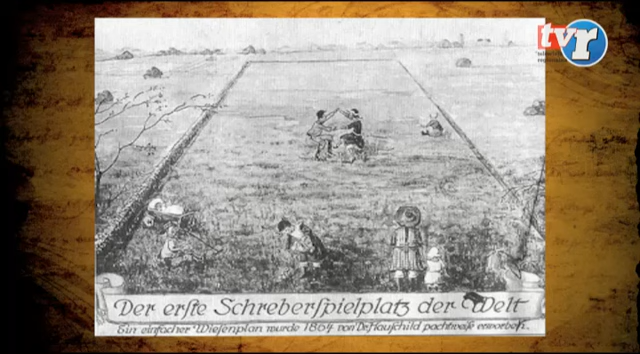 tvR
Der erste Schreberspielplatz der Welt
Ein einfacher Wiesenplan wurde 1864 von Dr. Hauschild pachtweise erworben.